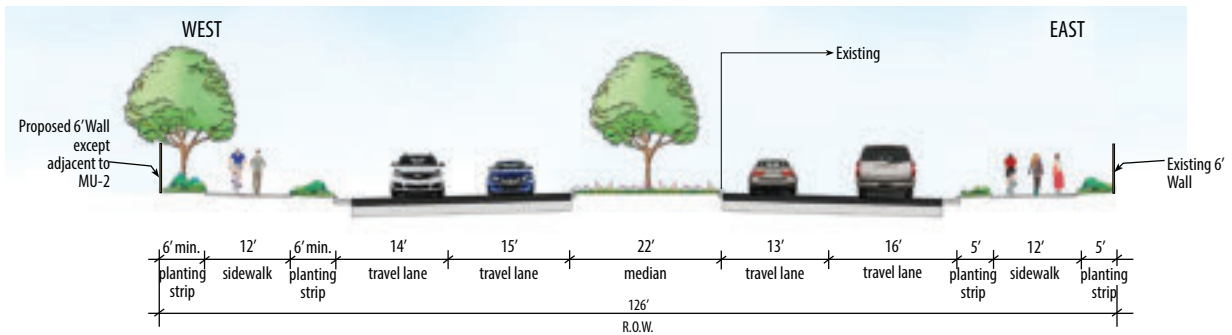 WEST
EAST
Existing
Proposed 6' Wall
except
adjacent to
MU-2
Existing 6'
Wall
6' min.
12'
6' min.
14'
15'
22'
13'
16'
5'
12'
5'
planting
strip
sidewalk
planting
strip
travel lane
travel lane
median
travel lane
travel lane
planting
strip
sidewalk
planting
strip
126'
R.O.W.